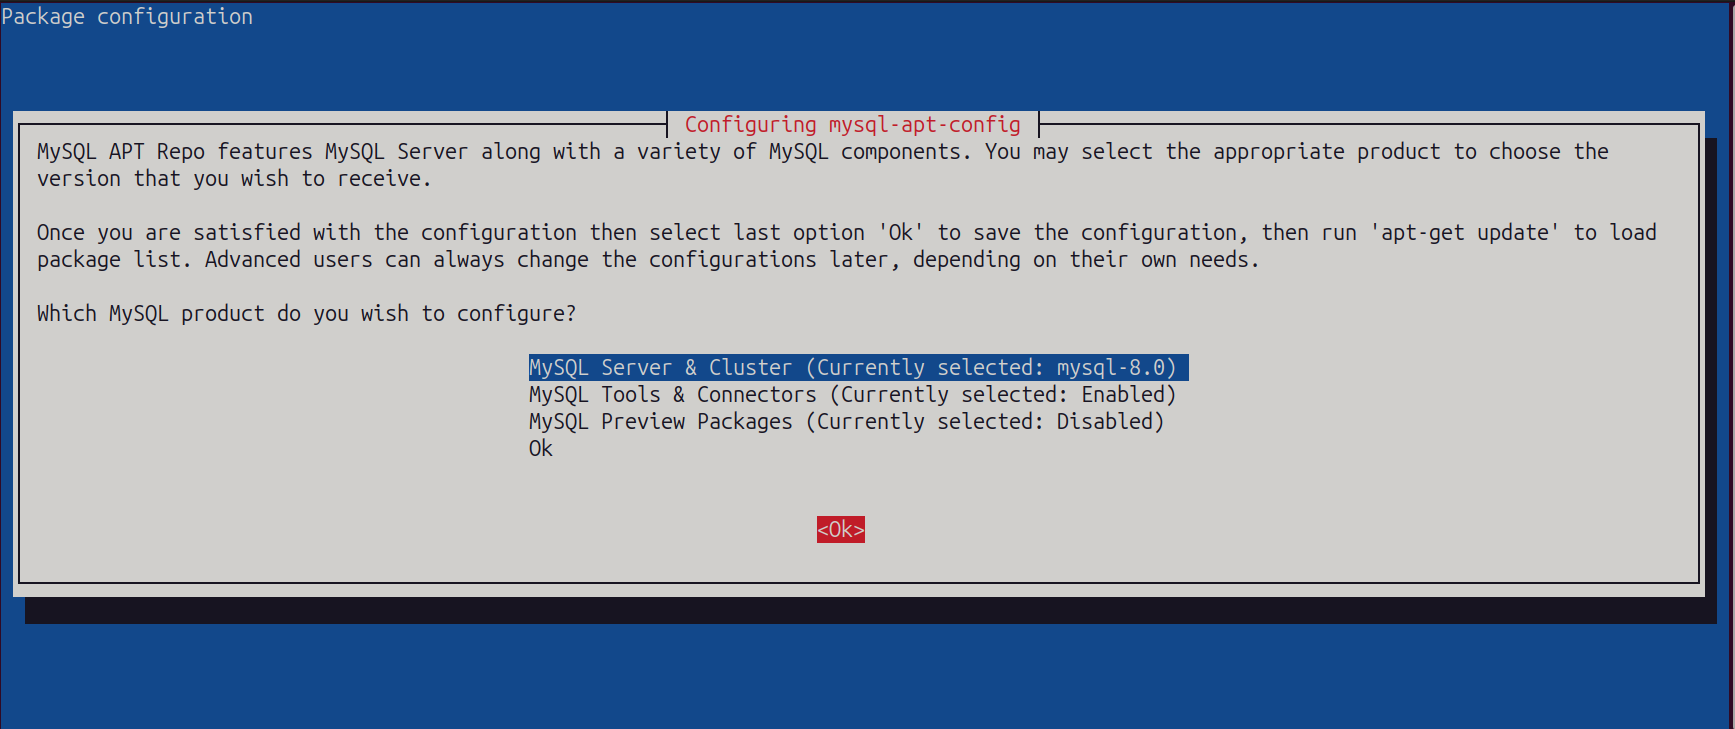 Package configuration
Configuring mysql-apt-config
MySQL APT Repo features MySQL Server along with a variety of MySQL components. You may select the appropriate product to choose the
version that you wish to receive.
Once you are satisfied with the configuration then select last option 'Ok' to save the configuration, then run 'apt-get update' to load
package list. Advanced users can always change the configurations later, depending on their own needs.
Which MySQL product do you wish to configure?
MySQL Server & Cluster (Currently selected: mysql-8.0)
MySQL Tools & Connectors (Currently selected: Enabled)
MySQL Preview Packages (Currently selected: Disabled)
Ok
<Ok>